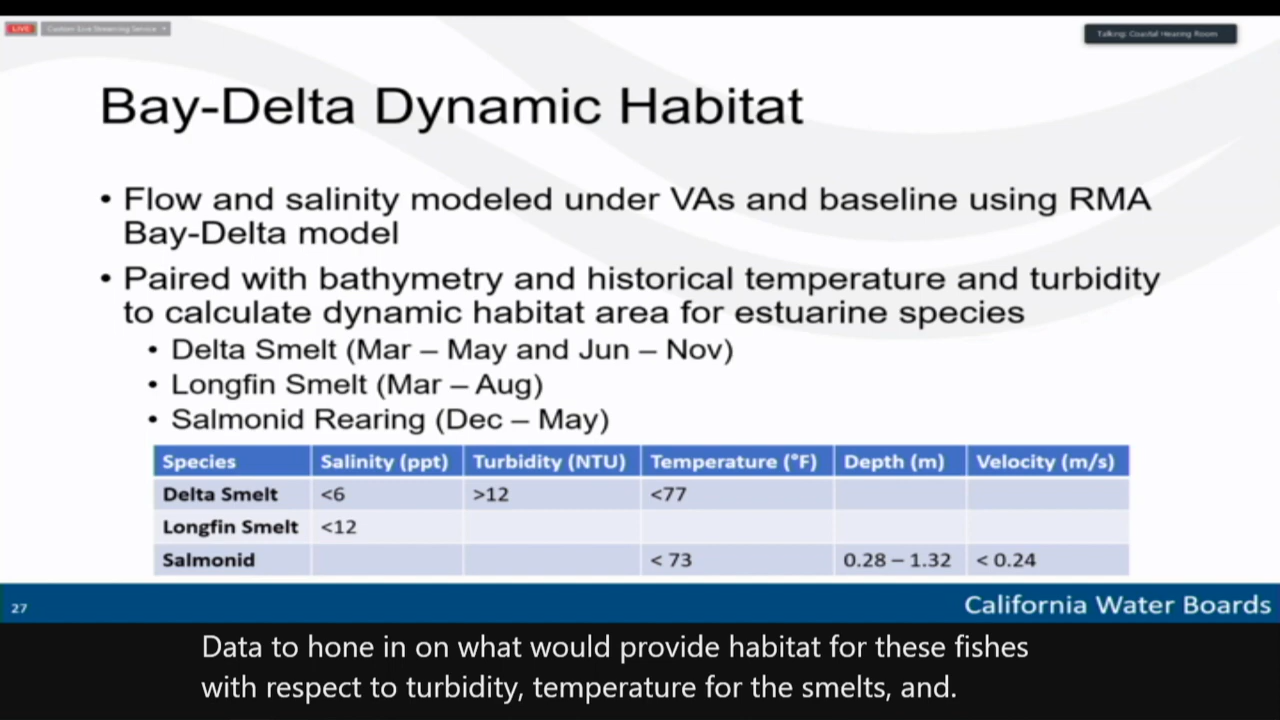 LIVE
Custom Live Streaming Service
Talking: Coastal Hearing Room
Bay-Delta Dynamic Habitat
• Flow and salinity modeled under VAs and baseline using RMA
Bay-Delta model
• Paired with bathymetry and historical temperature and turbidity
to calculate dynamic habitat area for estuarine species
• Delta Smelt (Mar – May and Jun – Nov)
• Longfin Smelt (Mar – Aug)
• Salmonid Rearing (Dec – May)
Species Salinity (ppt) Turbidity (NTU) Temperature (°F) Depth (m) Velocity (m/s)
Delta Smelt <6 >12 <77
Longfin Smelt <12
Salmonid < 73 0.28 – 1.32 < 0.24
27
California Water Boards
Data to hone in on what would provide habitat for these fishes
with respect to turbidity, temperature for the smelts, and.